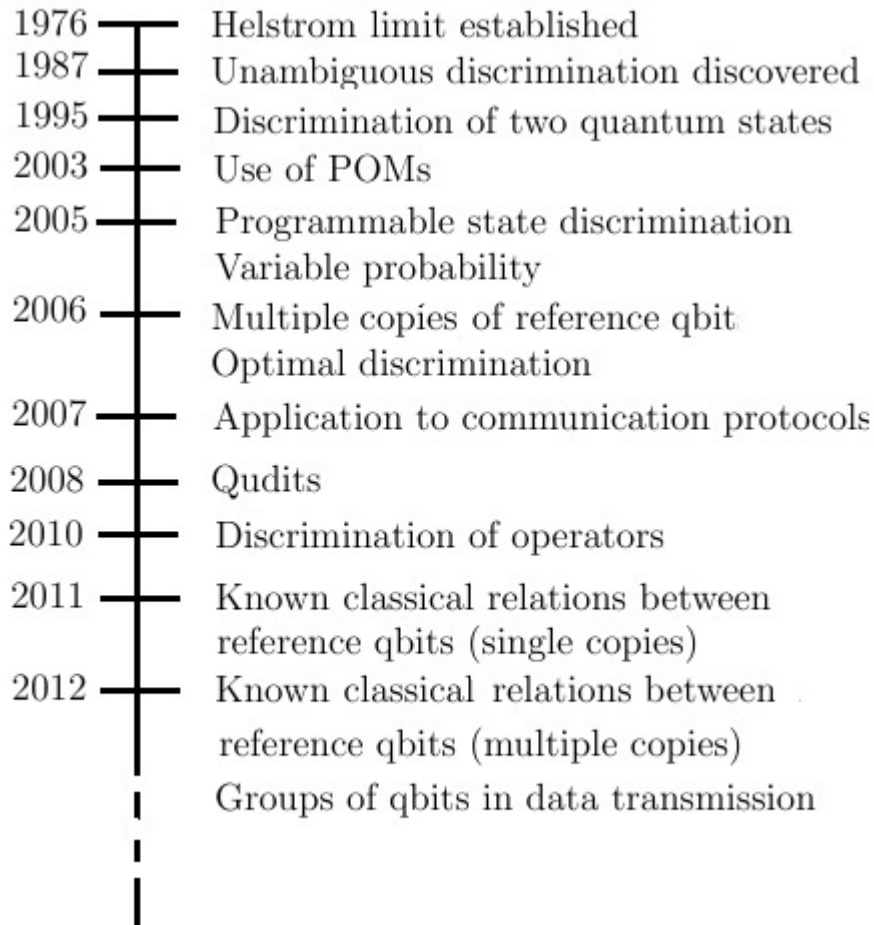 1976 Helstrom limit established
1987 Unambiguous discrimination discovered
1995 Discrimination of two quantum states
2003 Use of POMs
2005 Programmable state discrimination
Variable probability
2006 Multiple copies of reference qbit
Optimal discrimination
2007 Application to communication protocols
2008 Qudits
2010 Discrimination of operators
2011 Known classical relations between
reference qbits (single copies)
2012 Known classical relations between
reference qbits (multiple copies)
Groups of qbits in data transmission